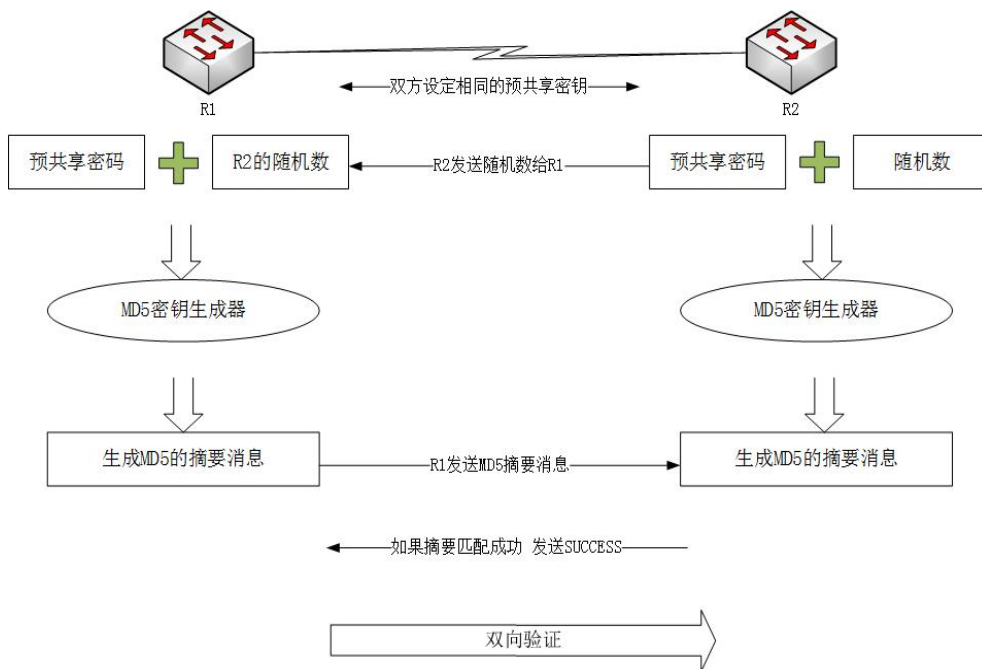 双方设定相同的预共享密钥
R1
R2
预共享密码
R2的随机数
R2发送随机数给R1
预共享密码
随机数
MD5密钥生成器
MD5密钥生成器
生成MD5的摘要消息
R1发送MD5摘要消息
生成MD5的摘要消息
如果摘要匹配成功 发送SUCCESS
双向验证